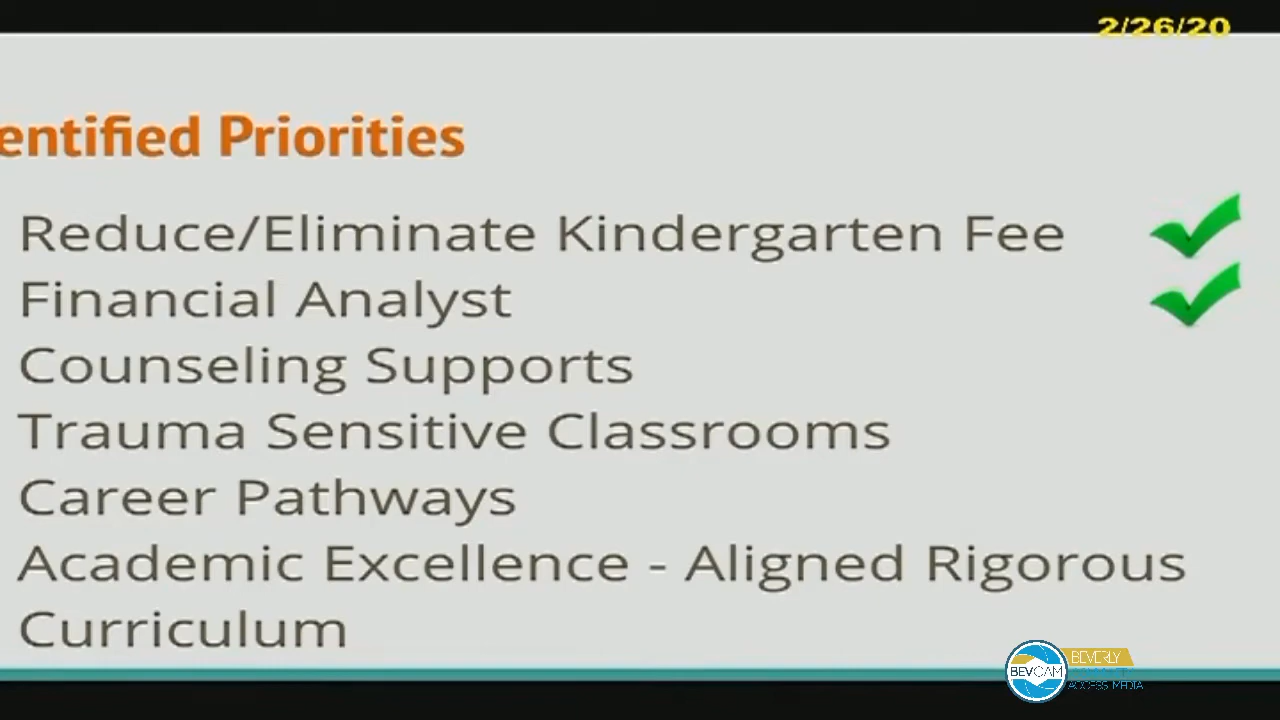 2/26/20
entified Priorities
Reduce/Eliminate Kindergarten Fee
Financial Analyst
Counseling Supports
Trauma Sensitive Classrooms
Career Pathways
Academic Excellence - Aligned Rigorous
Curriculum
BEVCAM
BEVERLY
ACCESS MEDIA